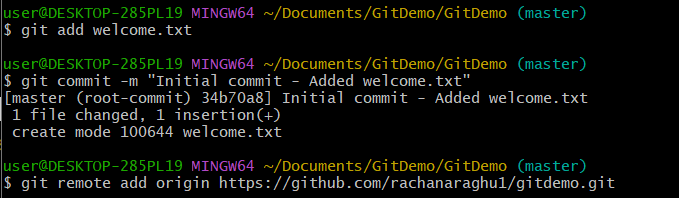 user@DESKTOP-285PL19 MINGW64 ~/Documents/GitDemo/GitDemo (master)
$ git add welcome.txt
user@DESKTOP-285PL19 MINGW64 ~/Documents/GitDemo/GitDemo (master)
$ git commit -m "Initial commit - Added welcome.txt"
[master (root-commit) 34b70a8] Initial commit - Added welcome.txt
 1 file changed, 1 insertion(+)
 create mode 100644 welcome.txt
user@DESKTOP-285PL19 MINGW64 ~/Documents/GitDemo/GitDemo (master)
$ git remote add origin https://github.com/rachanaraghu1/gitdemo.git